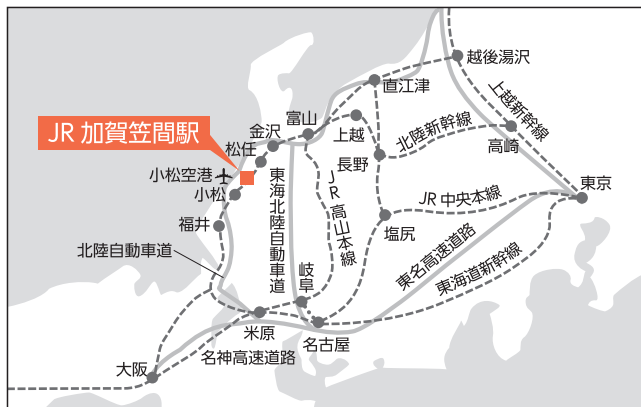 越後湯沢
直江津
上越新幹線
富山
金沢
上越
北陸新幹線
JR 加賀笠間駅
松任
長野
高崎
小松空港
小松
東海北陸自動車道
JR高山本線
JR中央本線
東京
福井
塩尻
北陸自動車道
東名高速道路
東海道新幹線
岐阜
米原
名古屋
名神高速道路
大阪